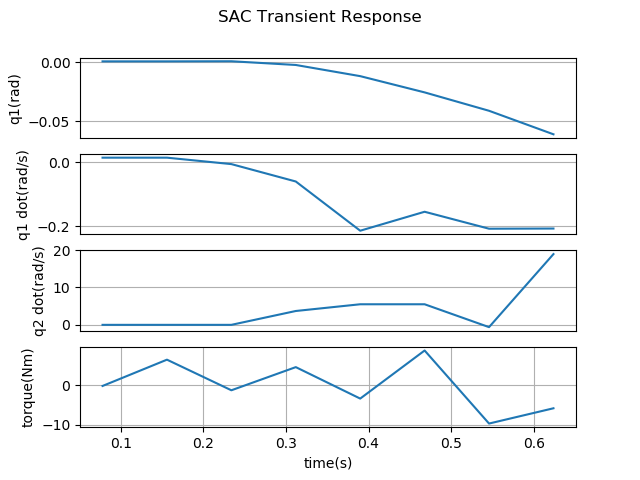 SAC Transient Response
0.00
−0.05
q1(rad)
0.0
−0.2
q1 dot(rad/s)
20
10
0
q2 dot(rad/s)
0
−10
torque(Nm)
0.1 0.2 0.3 0.4 0.5 0.6
time(s)